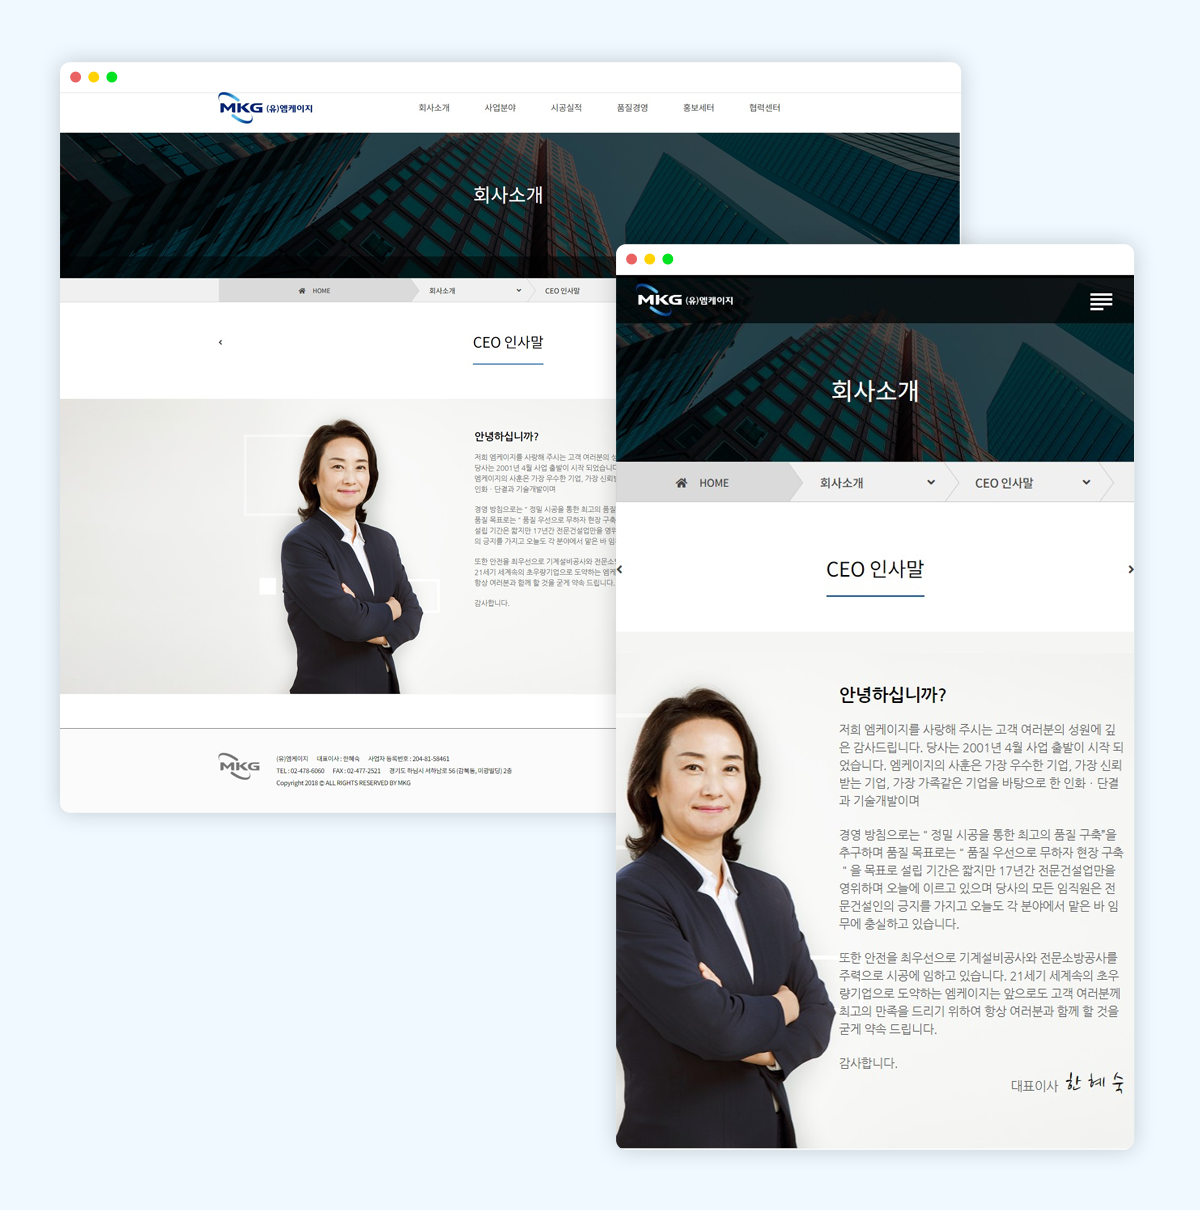 MKG (유)엠케이지
회사소개 사업분야 시공실적 품질경영 홍보세터 협력센터
회사소개
HOME 회사소개 CEO 인사말
CEO 인사말
안녕하십니까?
저희 엠케이지를 사랑해 주시는 고객 여러분의 성
당사는 2001년 4월 사업 출발이 시작 되었습니다
엠케이지의 사훈은 가장 우수한 기업, 가장 신뢰
인화 · 단결과 기술개발이며
경영 방침으로는 " 정밀 시공을 통한 최고의 품질
품질 목표로는 " 품질 우선으로 무하자 현장 구축
설립 기간은 짧지만 17년간 전문건설업만을 영위
의 긍지를 가지고 오늘도 각 분야에서 맡은 바 임
또한 안전을 최우선으로 기계설비공사와 전문소방
21세기 세계속의 초우량기업으로 도약하는 엠케
항상 여러분과 함께 할 것을 굳게 약속 드립니다.
감사합니다.
MKG
(유)엠케이지 대표이사 : 한혜숙 사업자 등록번호 : 204-81-58461
TEL : 02-478-6060 FAX : 02-477-2521 경기도 하남시 서하남로 56 (감북동, 미광빌딩) 2층
Copyright 2018 © ALL RIGHTS RESERVED BY MKG
MKG (유)엠케이지
회사소개
HOME 회사소개 CEO 인사말
CEO 인사말
안녕하십니까?
저희 엠케이지를 사랑해 주시는 고객 여러분의 성원에 깊
은 감사드립니다. 당사는 2001년 4월 사업 출발이 시작 되
었습니다. 엠케이지의 사훈은 가장 우수한 기업, 가장 신뢰
받는 기업, 가장 가족같은 기업을 바탕으로 한 인화 · 단결
과 기술개발이며
경영 방침으로는 " 정밀 시공을 통한 최고의 품질 구축"을
추구하며 품질 목표로는 " 품질 우선으로 무하자 현장 구축
" 을 목표로 설립 기간은 짧지만 17년간 전문건설업만을
영위하며 오늘에 이르고 있으며 당사의 모든 임직원은 전
문건설인의 긍지를 가지고 오늘도 각 분야에서 맡은 바 임
무에 충실하고 있습니다.
또한 안전을 최우선으로 기계설비공사와 전문소방공사를
주력으로 시공에 임하고 있습니다. 21세기 세계속의 초우
량기업으로 도약하는 엠케이지는 앞으로도 고객 여러분께
최고의 만족을 드리기 위하여 항상 여러분과 함께 할 것을
굳게 약속 드립니다.
감사합니다.
대표이사 한혜숙